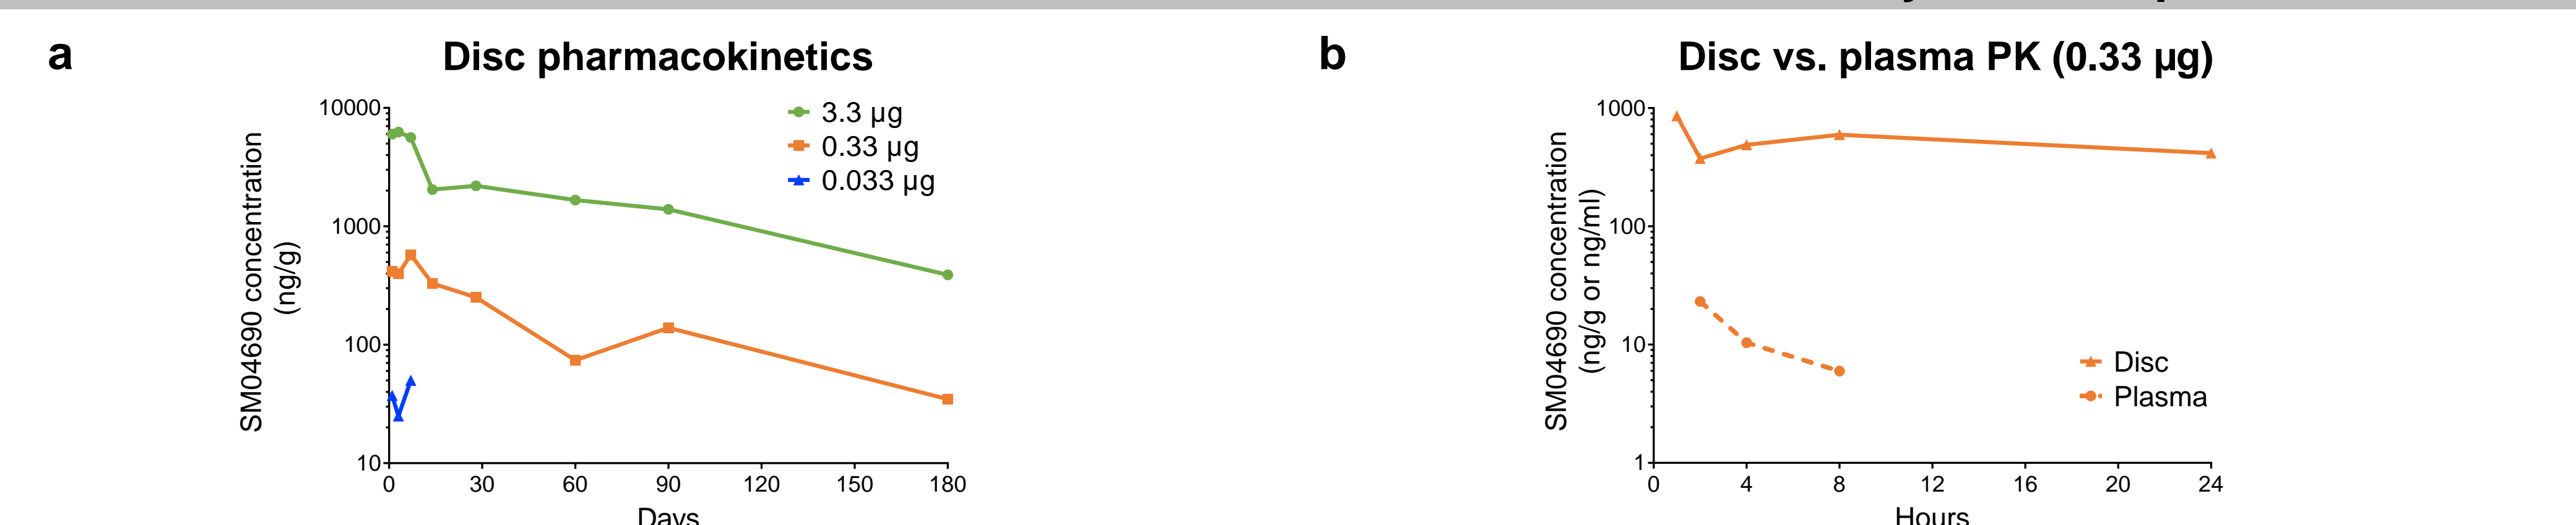 a
Disc pharmacokinetics
SM04690 concentration
(ng/g)
10000
1000
100
10
0 30 60 90 120 150 180
Days
3.3 µg
0.33 µg
0.033 µg
b
Disc vs. plasma PK (0.33 µg)
SM04690 concentration
(ng/g or ng/ml)
1000
100
10
1
0 4 8 12 16 20 24
Hours
Disc
Plasma